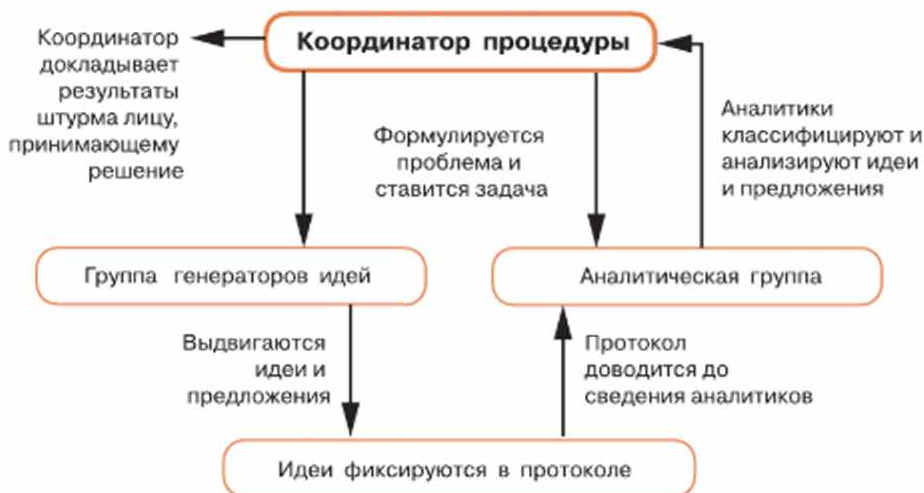 Координатор процедуры
Координатор
докладывает
результаты
штурма лицу,
принимающему
решение
Формулируется
проблема и
ставится задача
Аналитики
классифицируют и
анализируют идеи
и предложения
Группа генераторов идей
Аналитическая группа
Выдвигаются
идеи и
предложения
Протокол
доводится до
сведения аналитиков
Идеи фиксируются в протоколе